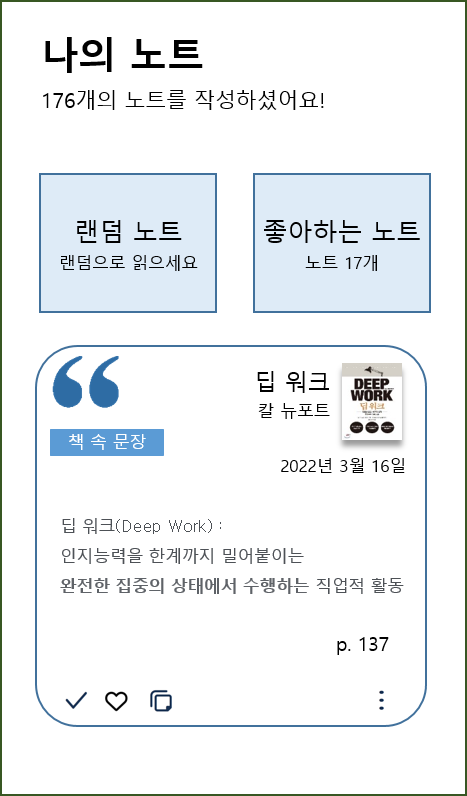 나의 노트
176개의 노트를 작성하셨어요!
랜덤 노트
랜덤으로 읽으세요
좋아하는 노트
노트 17개
딥 워크
칼 뉴포트
DEEP
WORK
딥 워크
책 속 문장
2022년 3월 16일
딥 워크(Deep Work) :
인지능력을 한계까지 밀어붙이는
완전한 집중의 상태에서 수행하는 직업적 활동
p. 137